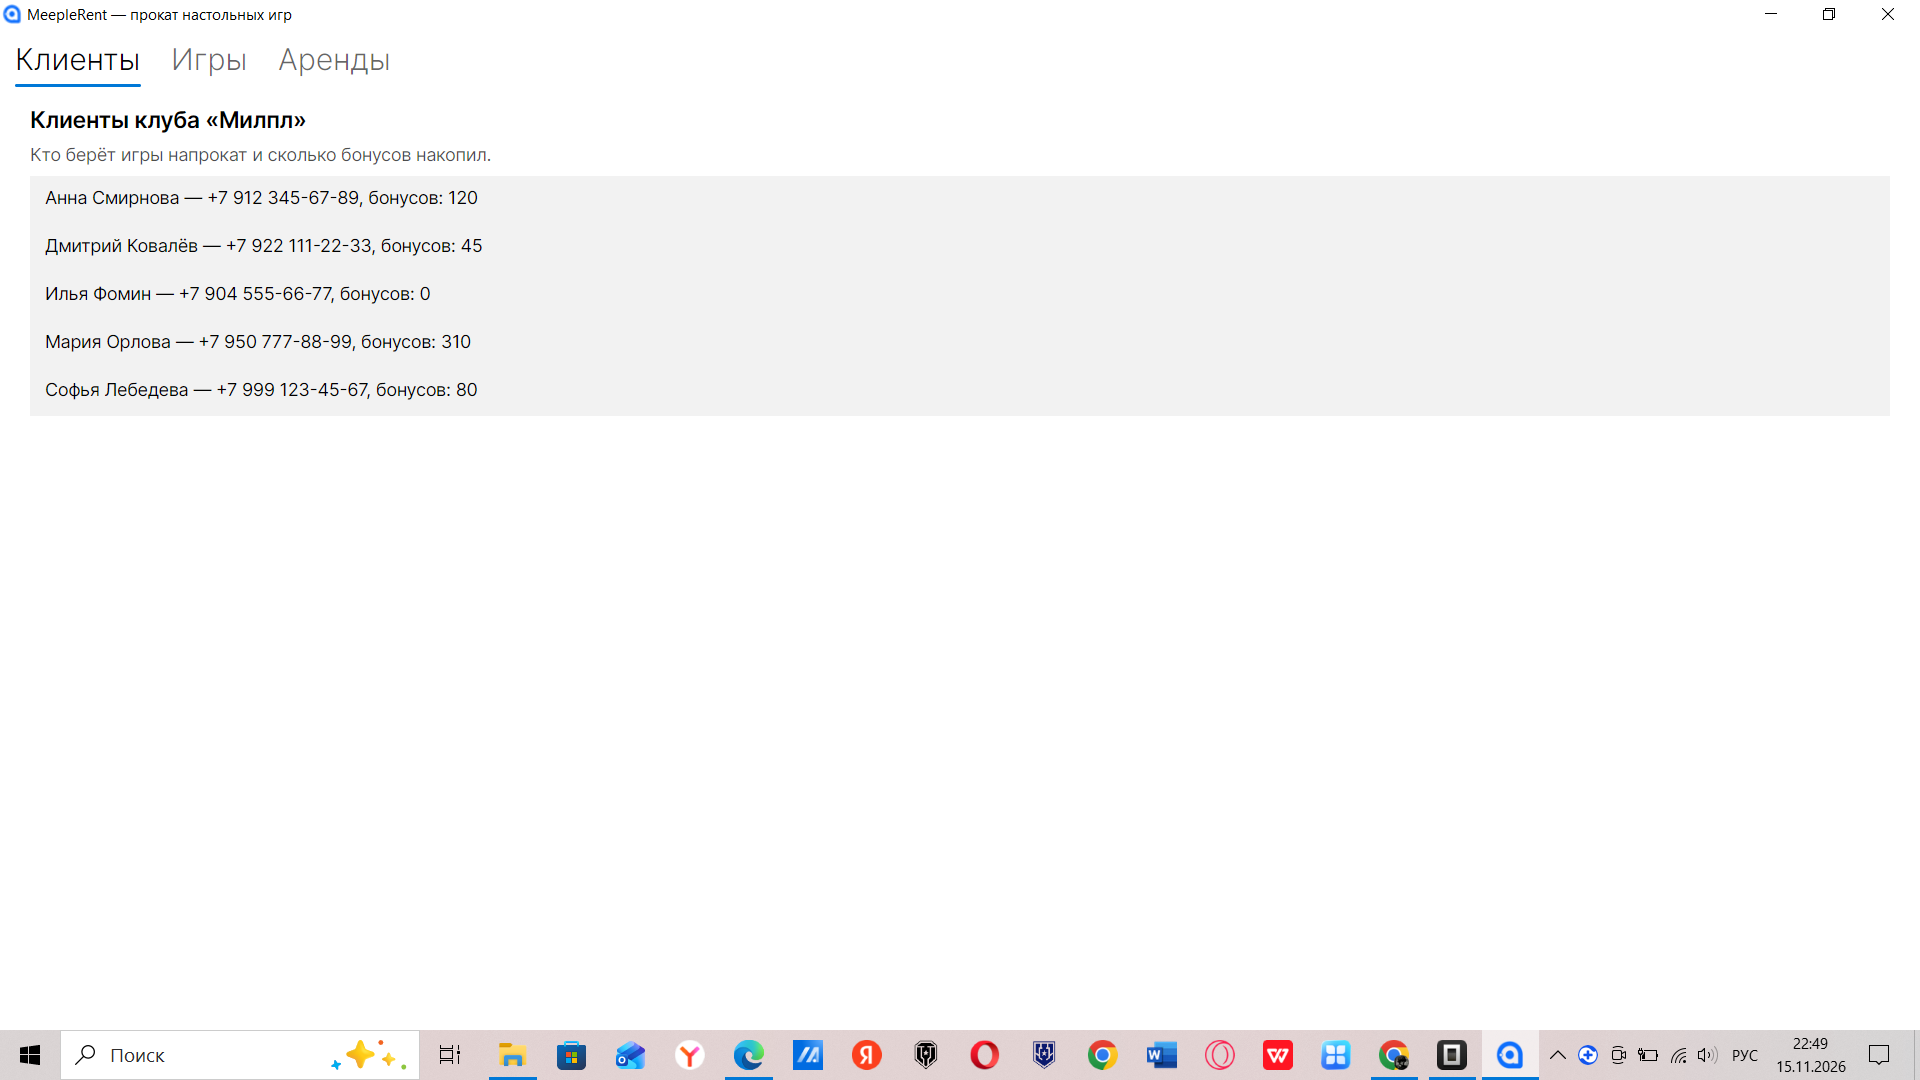 MeepleRent — прокат настольных игр
Клиенты Игры Аренды
Клиенты клуба «Милпл»
Кто берёт игры напрокат и сколько бонусов накопил.
Анна Смирнова — +7 912 345-67-89, бонусов: 120
Дмитрий Ковалёв — +7 922 111-22-33, бонусов: 45
Илья Фомин — +7 904 555-66-77, бонусов: 0
Мария Орлова — +7 950 777-88-99, бонусов: 310
Софья Лебедева — +7 999 123-45-67, бонусов: 80
Поиск
РУС
22:49
15.11.2026